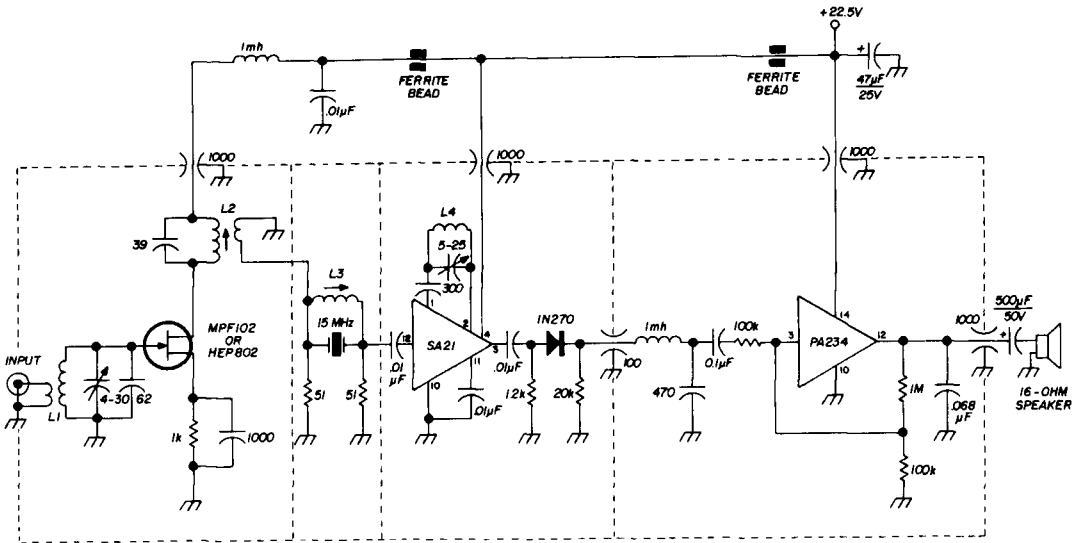 +22.5V
1mh
FERRITE
BEAD
FERRITE
BEAD
+
47µF
25V
.01µF
1000
1000
1000
L2
39
L4
5-25
300
L3
15 MHz
MPF102
OR
HEP802
INPUT
L1
4-30
62
1k
1000
51
51
.01
µF
12
1
2
4
SA21
3
11
10
.01µF
.01µF
1N270
1.2k
20k
100
1mh
470
0.1µF
100k
3
14
PA234
12
10
1000
500µF
50V
+
1M
.068
µF
100k
16-OHM
SPEAKER